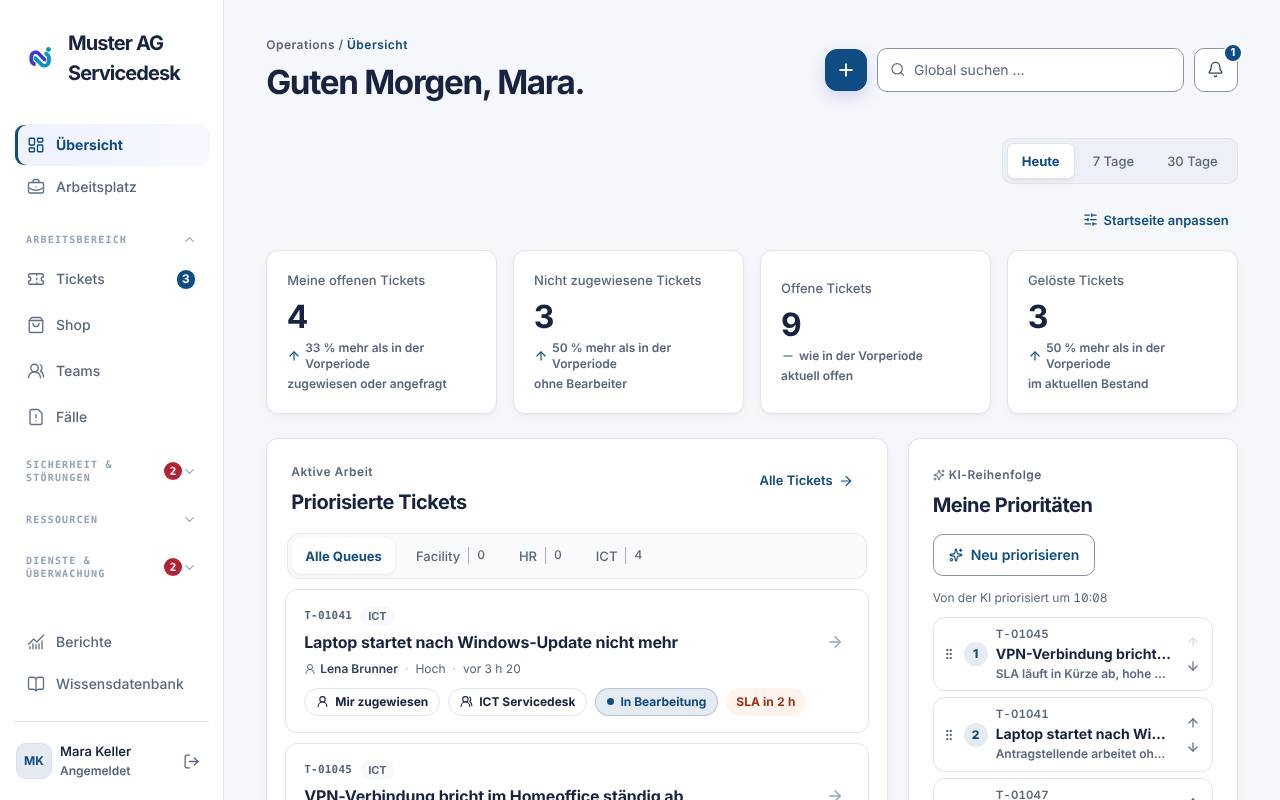 Muster AG
Servicedesk
Übersicht
Arbeitsplatz
ARBEITSBEREICH
Tickets 3
Shop
Teams
Fälle
SICHERHEIT &
STÖRUNGEN 2
RESSOURCEN
DIENSTE &
ÜBERWACHUNG 2
Berichte
Wissensdatenbank
MK Mara Keller
Angemeldet
Operations / Übersicht
Guten Morgen, Mara.
Global suchen ...
1
Heute 7 Tage 30 Tage
Startseite anpassen
Meine offenen Tickets
4
33 % mehr als in der
Vorperiode
zugewiesen oder angefragt
Nicht zugewiesene Tickets
3
50 % mehr als in der
Vorperiode
ohne Bearbeiter
Offene Tickets
9
wie in der Vorperiode
aktuell offen
Gelöste Tickets
3
50 % mehr als in der
Vorperiode
im aktuellen Bestand
Aktive Arbeit
Priorisierte Tickets
Alle Tickets
Alle Queues Facility 0 HR 0 ICT 4
T-01041 ICT
Laptop startet nach Windows-Update nicht mehr
Lena Brunner · Hoch · vor 3 h 20
Mir zugewiesen ICT Servicedesk In Bearbeitung SLA in 2 h
T-01045 ICT
VPN-Verbindung bricht im Homeoffice ständig ab
KI-Reihenfolge
Meine Prioritäten
Neu priorisieren
Von der KI priorisiert um 10:08
T-01045
1 VPN-Verbindung bricht...
SLA läuft in Kürze ab, hohe ...
T-01041
2 Laptop startet nach Wi...
Antragstellende arbeitet oh...
T-01047